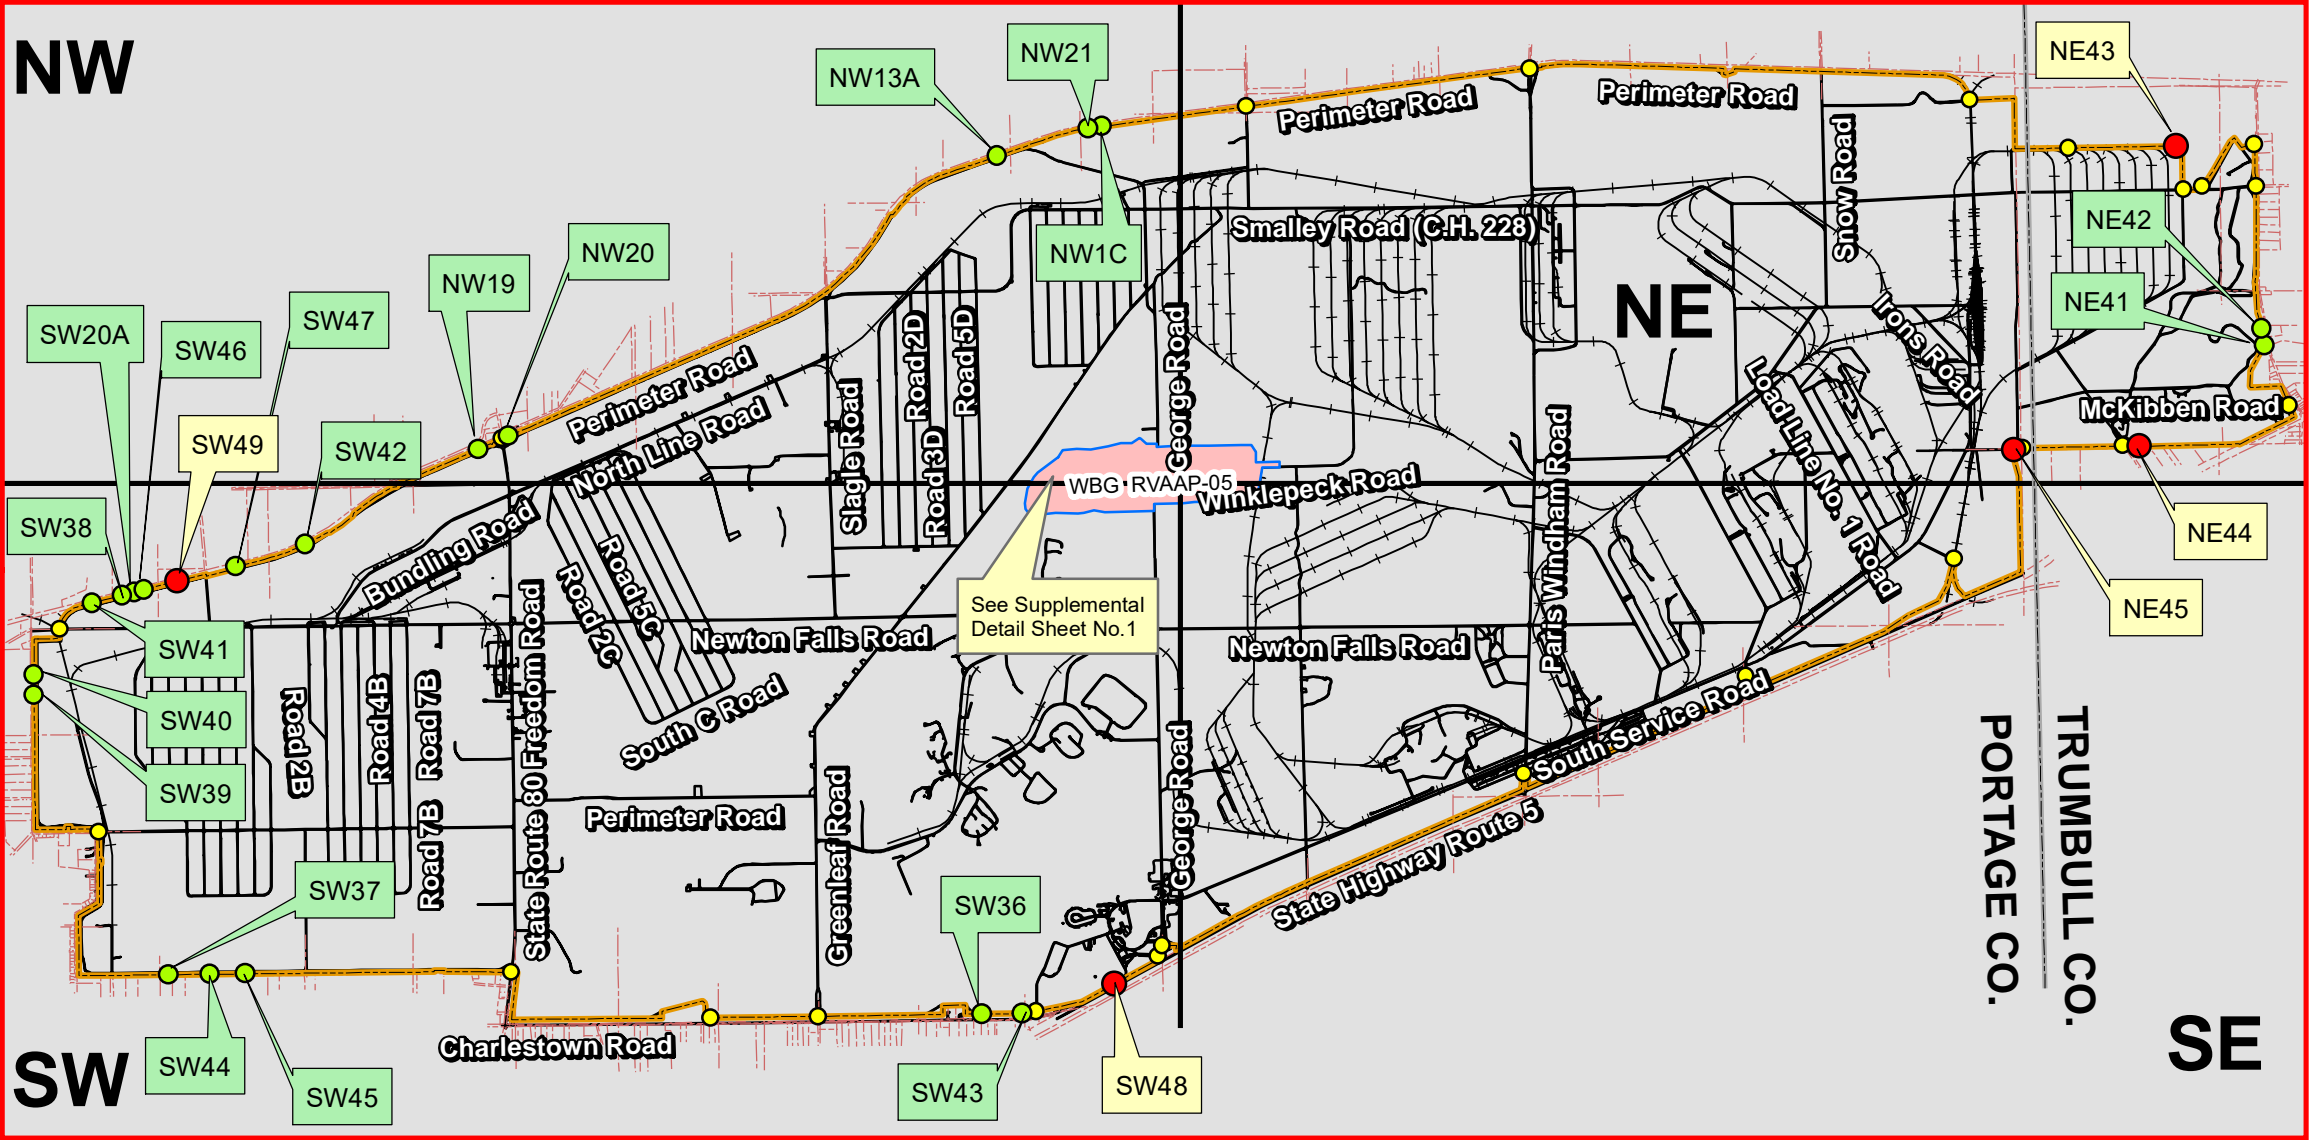 NW
NW21
NE43
NW13A
Perimeter Road
Perimeter Road
Snow Road
NE42
Smalley Road (C.H. 228)
NW20
NW1C
NW19
NE41
SW47
SW20A
SW46
NE
Irons Road
George Road
Road 2D
Road 5D
Perimeter Road
Slagle Road
Load Line No. 1 Road
McKibben Road
North Line Road
SW49
SW42
Road 3D
Paris Windham Road
WBG RVAAP-05
Winklepeck Road
SW38
Bundling Road
NE44
Road 5C
Road 2C
See Supplemental
Detail Sheet No.1
NE45
State Route 80 Freedom Road
Newton Falls Road
Newton Falls Road
SW41
SW40
South C Road
South Service Road
Road 2B
Road 4B
Road 7B
SW39
George Road
PORTAGE CO.
TRUMBULL CO.
Perimeter Road
Greenleaf Road
Road 7B
State Highway Route 5
SW37
SW36
Charlestown Road
SW44
SW45
SW43
SW48
SW
SE